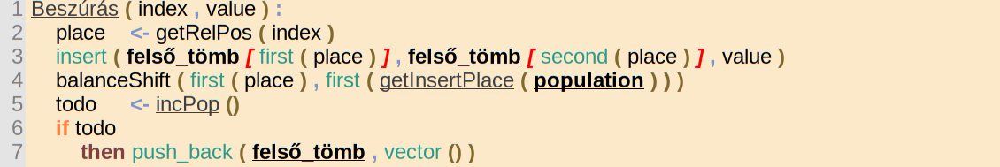 1 Beszúrás ( index , value ) :
2 place <- getRelPos ( index )
3 insert ( felső_tömb [ first ( place ) ] , felső_tömb [ second ( place ) ] , value )
4 balanceShift ( first ( place ) , first ( getInsertPlace ( population ) ) )
5 todo <- incPop ()
6 if todo
7 then push_back ( felső_tömb , vector () )